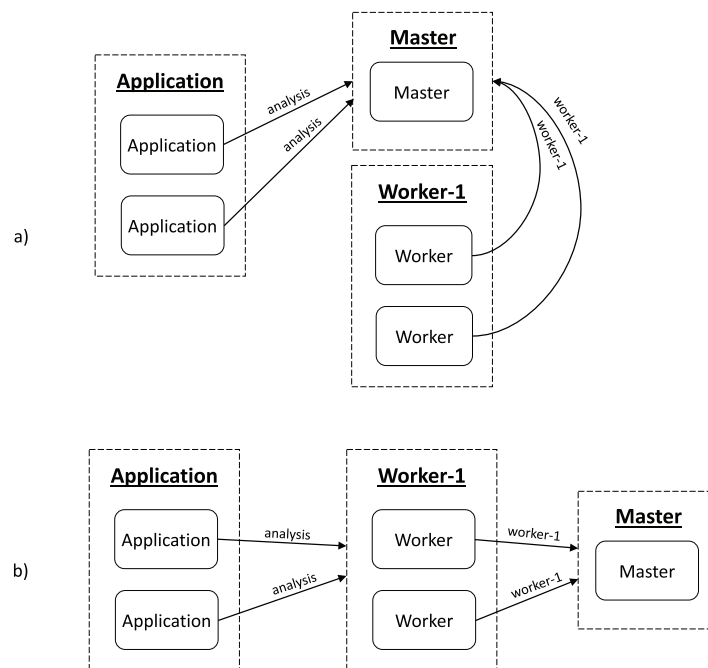 Application
Application
Application
analysis
analysis
Master
Master
worker-1
worker-1
Worker-1
Worker
Worker
a)
Application
Application
Application
analysis
analysis
Worker-1
Worker
Worker
worker-1
worker-1
Master
Master
b)